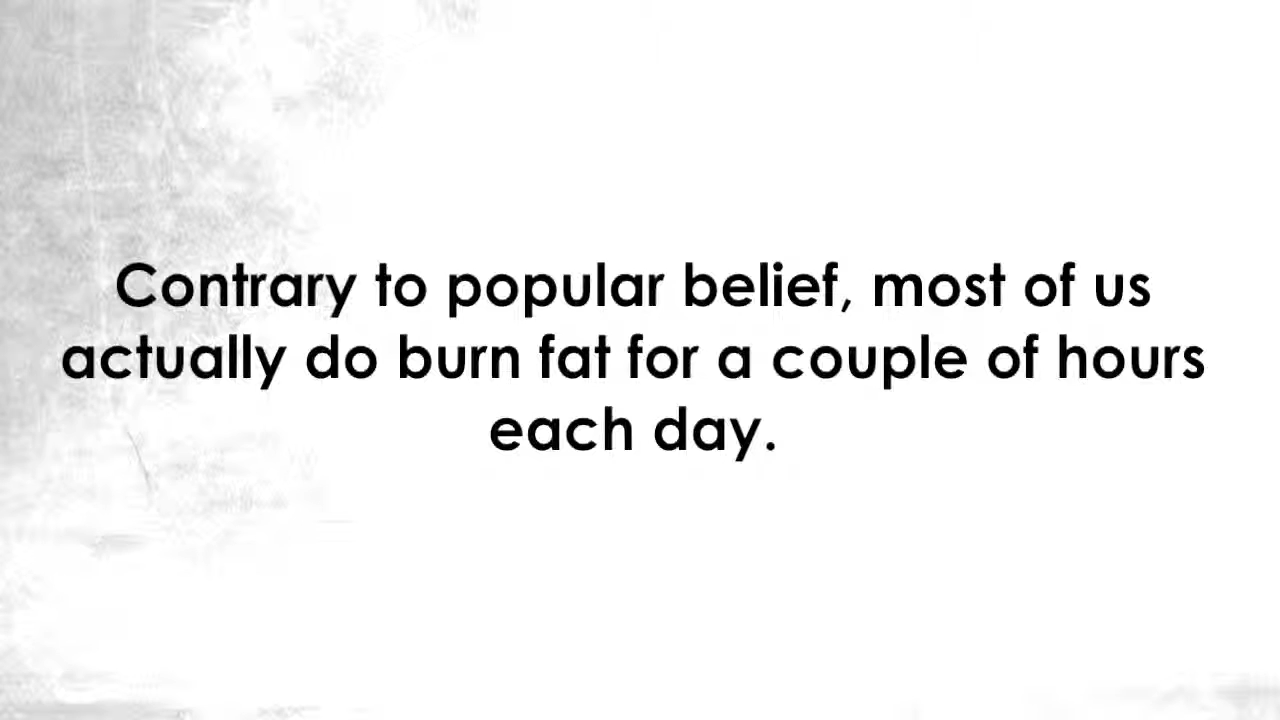 Contrary to popular belief, most of us
actually do burn fat for a couple of hours
each day.